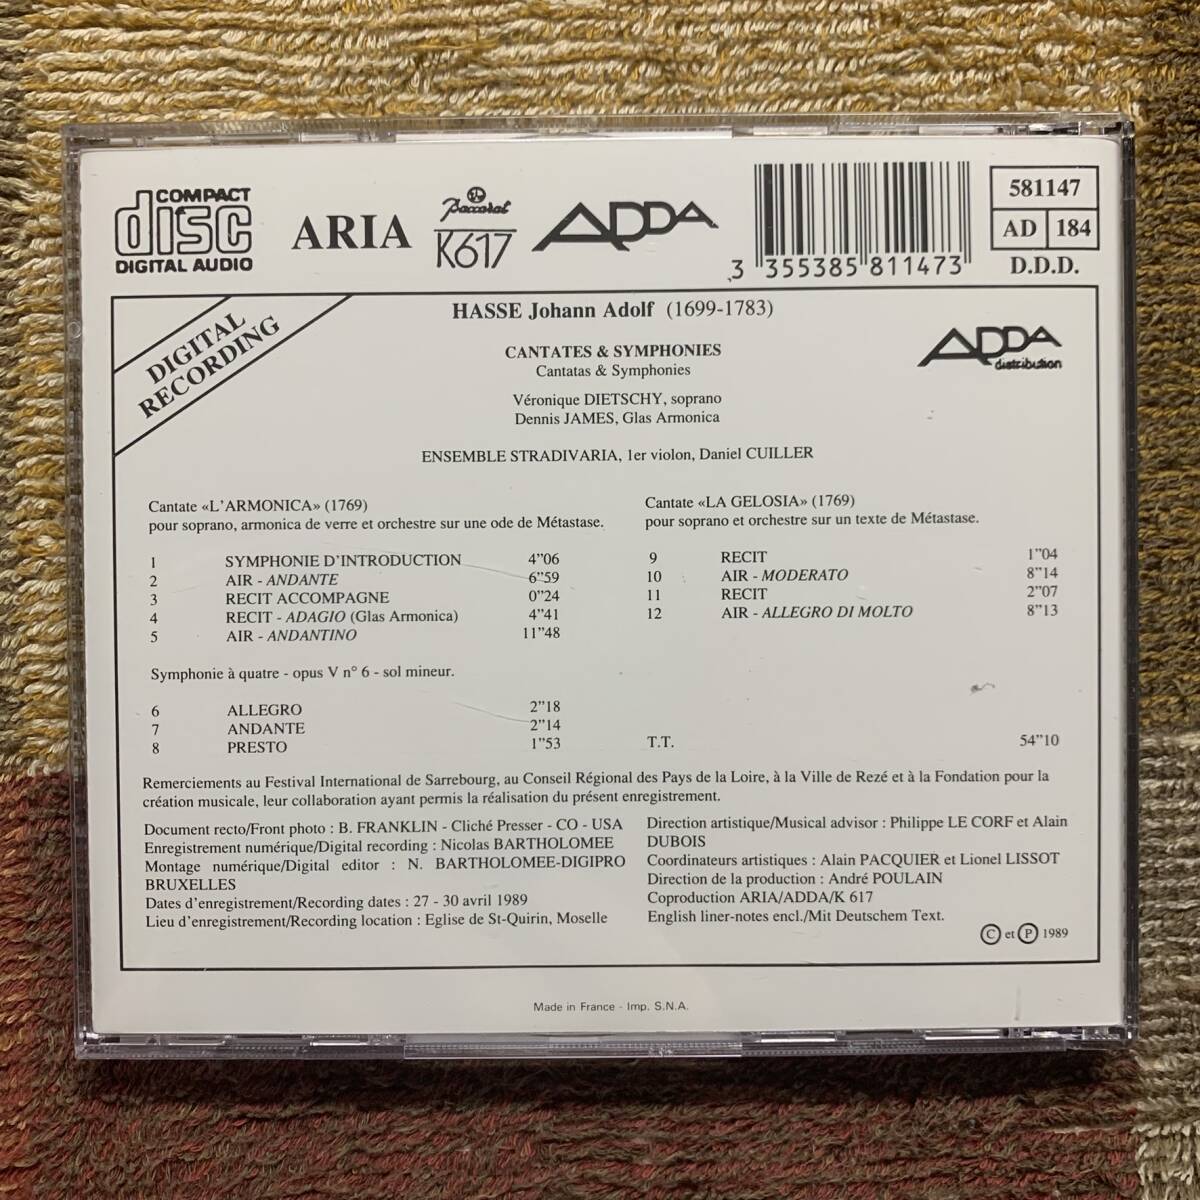 COMPACT
disc
DIGITAL AUDIO
ARIA
Baccarat
K617
ADDA
3 355385 811473
581147
AD 184
D.D.D.
DIGITAL
RECORDING
HASSE Johann Adolf (1699-1783)
CANTATES & SYMPHONIES
Cantatas & Symphonies
Véronique DIETSCHY, soprano
Dennis JAMES, Glas Armonica
ENSEMBLE STRADIVARIA, 1er violon, Daniel CUILLER
ADDA
distribution
Cantate «L'ARMONICA» (1769)
pour soprano, armonica de verre et orchestre sur une ode de Métastase.
1 SYMPHONIE D'INTRODUCTION 4"06
2 AIR - ANDANTE 6"59
3 RECIT ACCOMPAGNE 0"24
4 RECIT - ADAGIO (Glas Armonica) 4"41
5 AIR - ANDANTINO 11"48
Symphonie à quatre - opus V n° 6 - sol mineur.
6 ALLEGRO 2"18
7 ANDANTE 2"14
8 PRESTO 1"53
Cantate «LA GELOSIA» (1769)
pour soprano et orchestre sur un texte de Métastase.
9 RECIT 1"04
10 AIR - MODERATO 8"14
11 RECIT 2"07
12 AIR - ALLEGRO DI MOLTO 8"13
T.T. 54"10
Remerciements au Festival International de Sarrebourg, au Conseil Régional des Pays de la Loire, à la Ville de Rezé et à la Fondation pour la
création musicale, leur collaboration ayant permis la réalisation du présent enregistrement.
Document recto/Front photo : B. FRANKLIN - Cliché Presser - CO - USA
Enregistrement numérique/Digital recording : Nicolas BARTHOLOMEE
Montage numérique/Digital editor : N. BARTHOLOMEE-DIGIPRO
BRUXELLES
Dates d'enregistrement/Recording dates : 27 - 30 avril 1989
Lieu d'enregistrement/Recording location : Eglise de St-Quirin, Moselle
Direction artistique/Musical advisor : Philippe LE CORF et Alain
DUBOIS
Coordinateurs artistiques : Alain PACQUIER et Lionel LISSOT
Direction de la production : André POULAIN
Coproduction ARIA/ADDA/K 617
English liner-notes encl./Mit Deutschem Text.
© et ℗ 1989
Made in France - Imp. S.N.A.